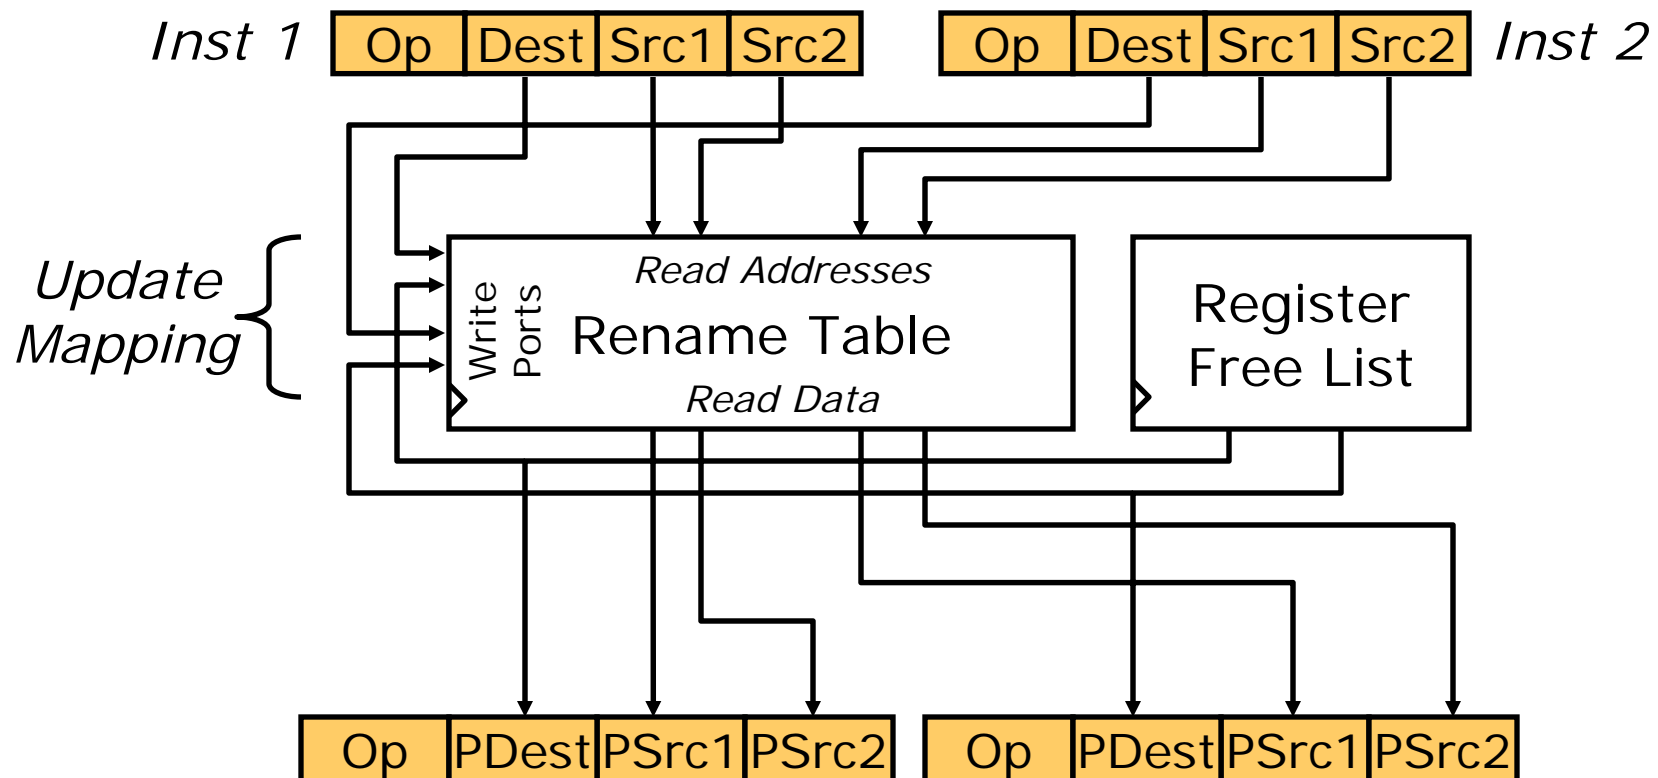 Inst 1 Op Dest Src1 Src2 Op Dest Src1 Src2 Inst 2
Update
Mapping
Write
Ports
Read Addresses
Rename Table
Read Data
Register
Free List
Op PDest PSrc1 PSrc2 Op PDest PSrc1 PSrc2